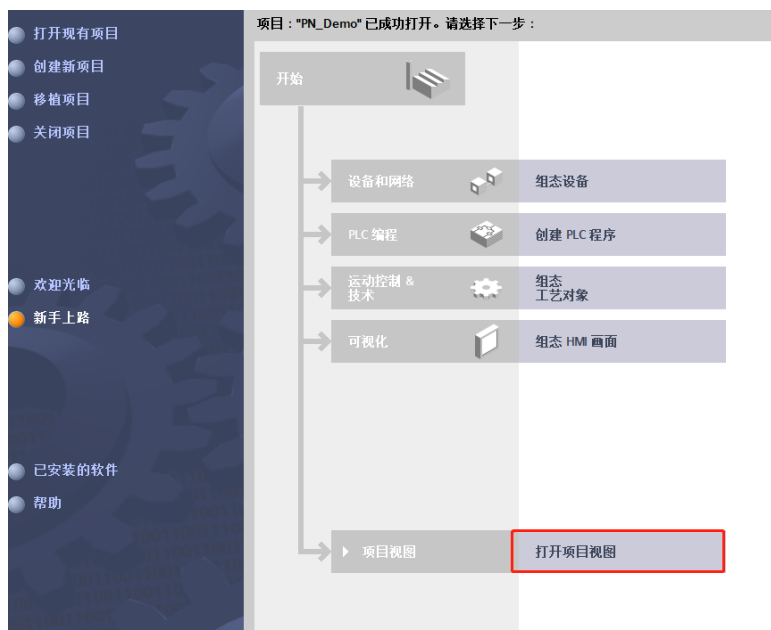 打开现有项目
创建新项目
移植项目
关闭项目
欢迎光临
新手上路
已安装的软件
帮助
项目："PN_Demo" 已成功打开。请选择下一步：
开始
设备和网络
组态设备
PLC 编程
创建 PLC 程序
运动控制 &
技术
组态
工艺对象
可视化
组态 HMI 画面
项目视图
打开项目视图